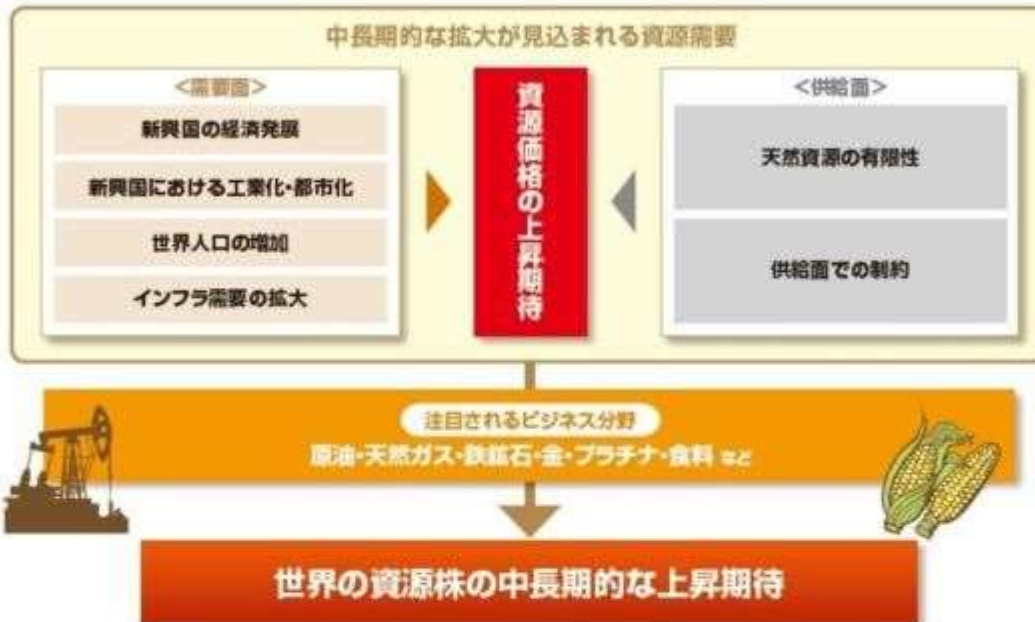 中長期的な拡大が見込まれる資源需要
＜需要面＞
新興国の経済発展
新興国における工業化・都市化
世界人口の増加
インフラ需要の拡大
資源価格の上昇期待
＜供給面＞
天然資源の有限性
供給面での制約
注目されるビジネス分野
原油・天然ガス・鉄鉱石・金・プラチナ・食料 など
世界の資源株の中長期的な上昇期待